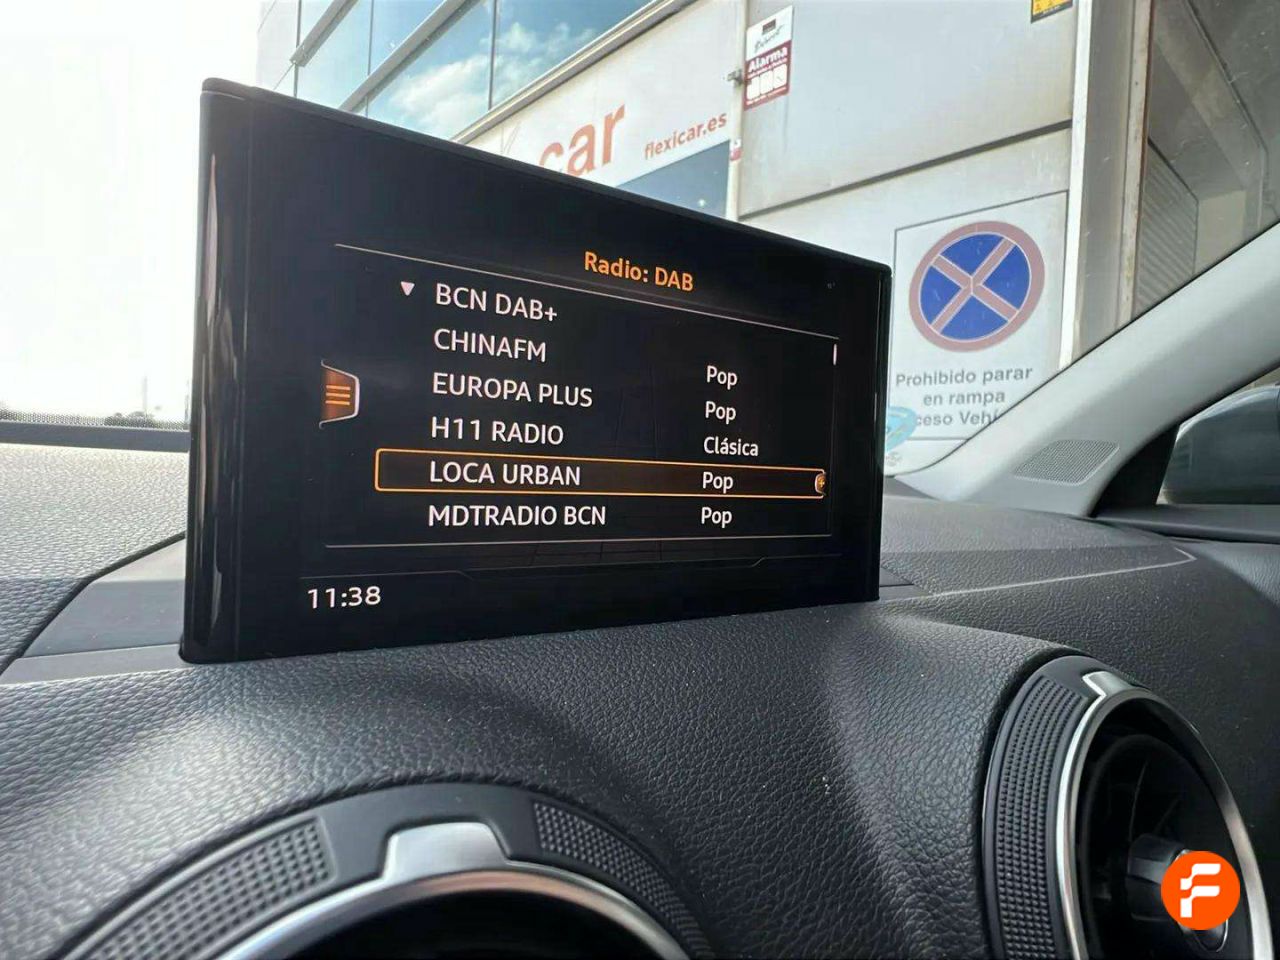 Alarma
car
flexicar.es
Radio: DAB
BCN DAB+
CHINAFM Pop
EUROPA PLUS Pop
H11 RADIO Clásica
LOCA URBAN Pop
MDTRADIO BCN Pop
11:38
Prohibido parar
en rampa